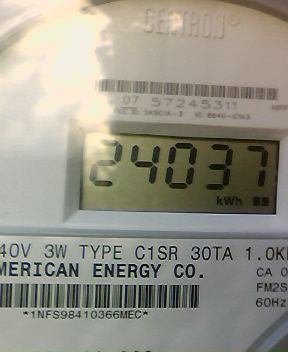 CENTRON®
07 57245311
24037
kWh
40V 3W TYPE C1SR 30TA 1.0K
MERICAN ENERGY CO.
CA 0
FM2S
60Hz
*1NFS98410366MEC*